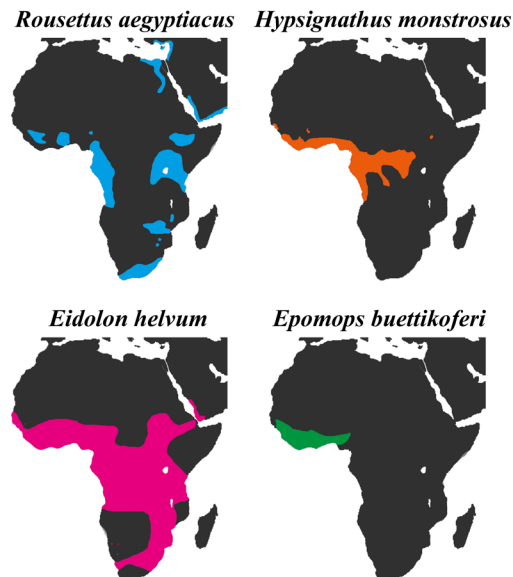 Rousettus aegyptiacus
Hypsignathus monstrosus
Eidolon helvum
Epomops buettikoferi